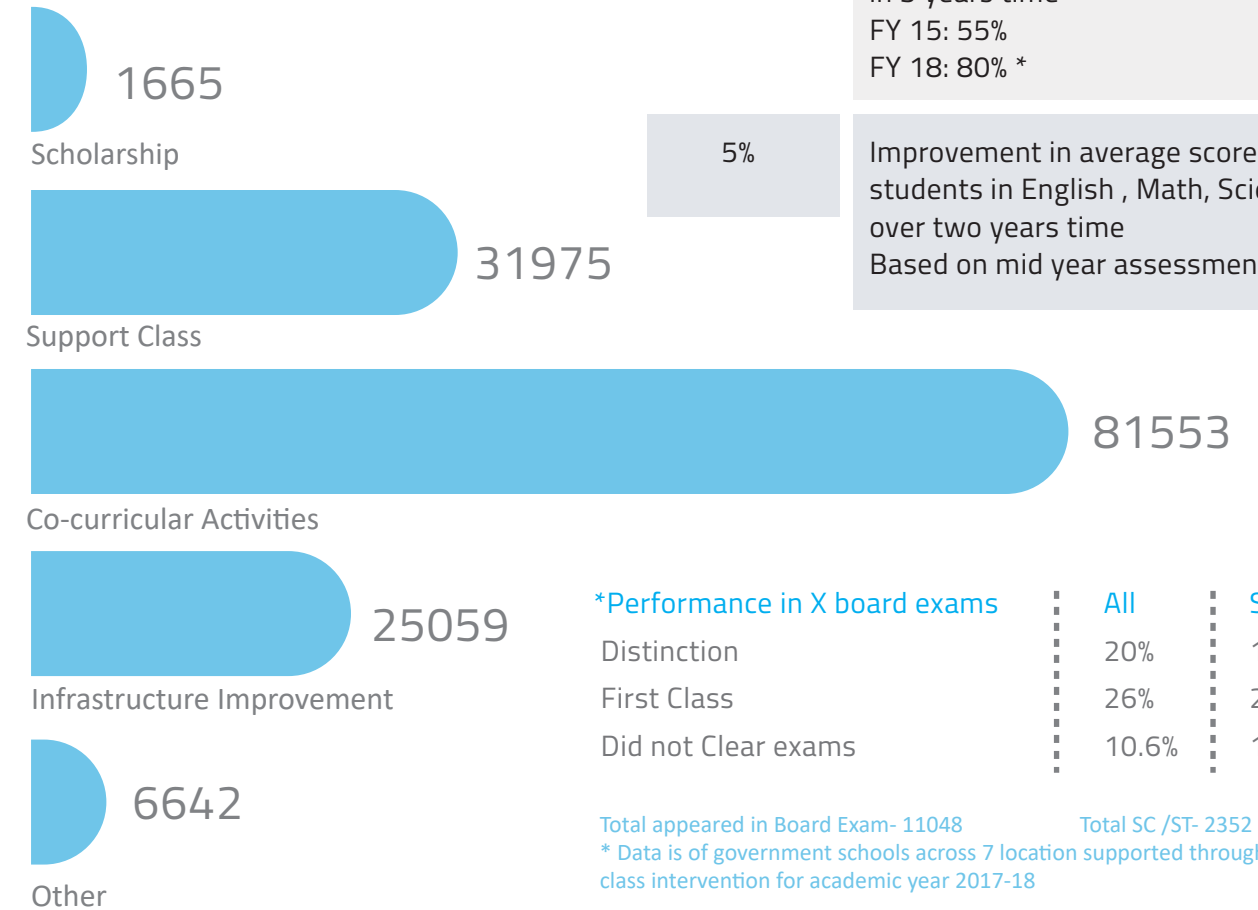 1665
Scholarship
31975
Support Class
81553
Co-curricular Activities
25059
Infrastructure Improvement
6642
Other
FY 15: 55%
FY 18: 80% *
5%
Improvement in average score
students in English , Math,
over two years time
Based on mid year
*Performance in X board exams All
Distinction 20%
First Class 26%
Did not Clear exams 10.6%
Total appeared in Board Exam- 11048 Total SC /ST- 2352
* Data is of government schools across 7 location supported through
class intervention for academic year 2017-18